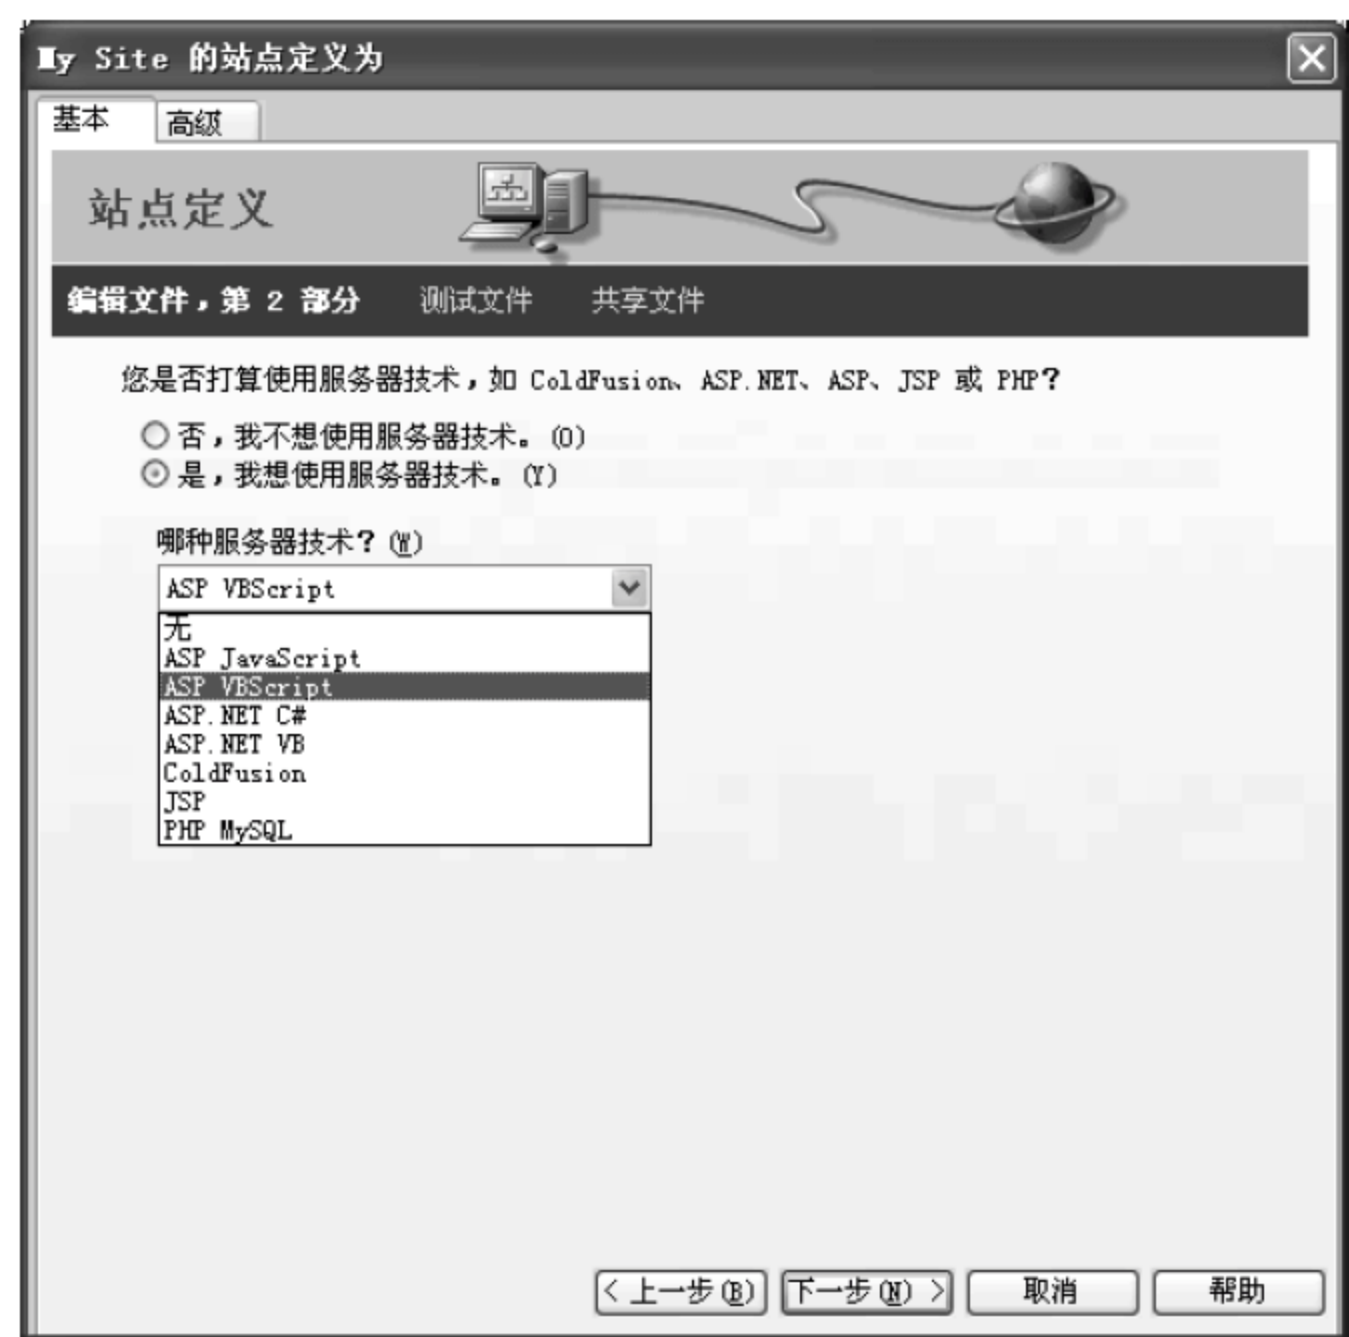 My Site 的站点定义为
基本 高级
站点定义
编辑文件，第 2 部分 测试文件 共享文件
您是否打算使用服务器技术，如 ColdFusion、ASP.NET、ASP、JSP 或 PHP？
否，我不想使用服务器技术。(O)
是，我想使用服务器技术。(Y)
哪种服务器技术？(W)
ASP VBScript
无
ASP JavaScript
ASP VBScript
ASP.NET C#
ASP.NET VB
ColdFusion
JSP
PHP MySQL
< 上一步(B) 下一步(N) > 取消 帮助